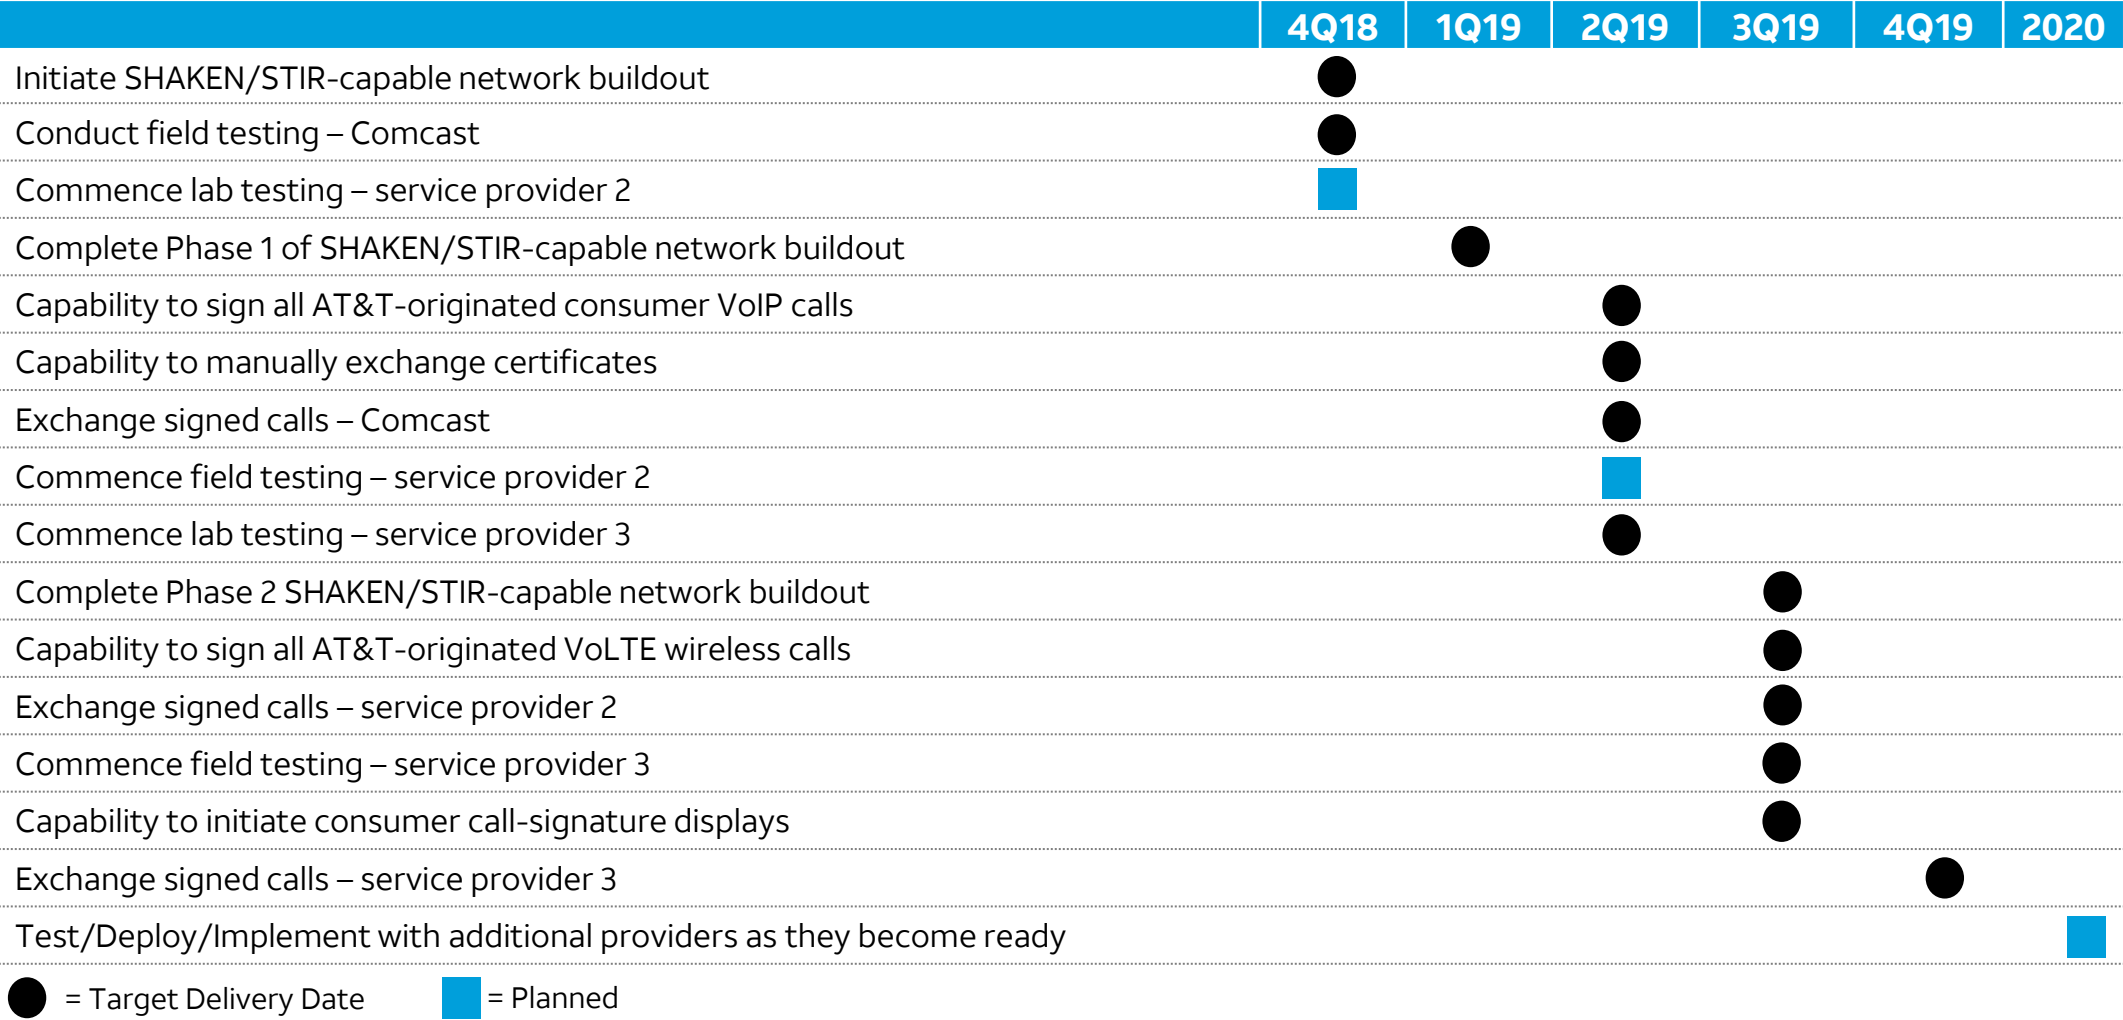 4Q18 1Q19 2Q19 3Q19 4Q19 2020
Initiate SHAKEN/STIR-capable network buildout
Conduct field testing – Comcast
Commence lab testing – service provider 2
Complete Phase 1 of SHAKEN/STIR-capable network buildout
Capability to sign all AT&T-originated consumer VoIP calls
Capability to manually exchange certificates
Exchange signed calls – Comcast
Commence field testing – service provider 2
Commence lab testing – service provider 3
Complete Phase 2 SHAKEN/STIR-capable network buildout
Capability to sign all AT&T-originated VoLTE wireless calls
Exchange signed calls – service provider 2
Commence field testing – service provider 3
Capability to initiate consumer call-signature displays
Exchange signed calls – service provider 3
Test/Deploy/Implement with additional providers as they become ready
= Target Delivery Date = Planned